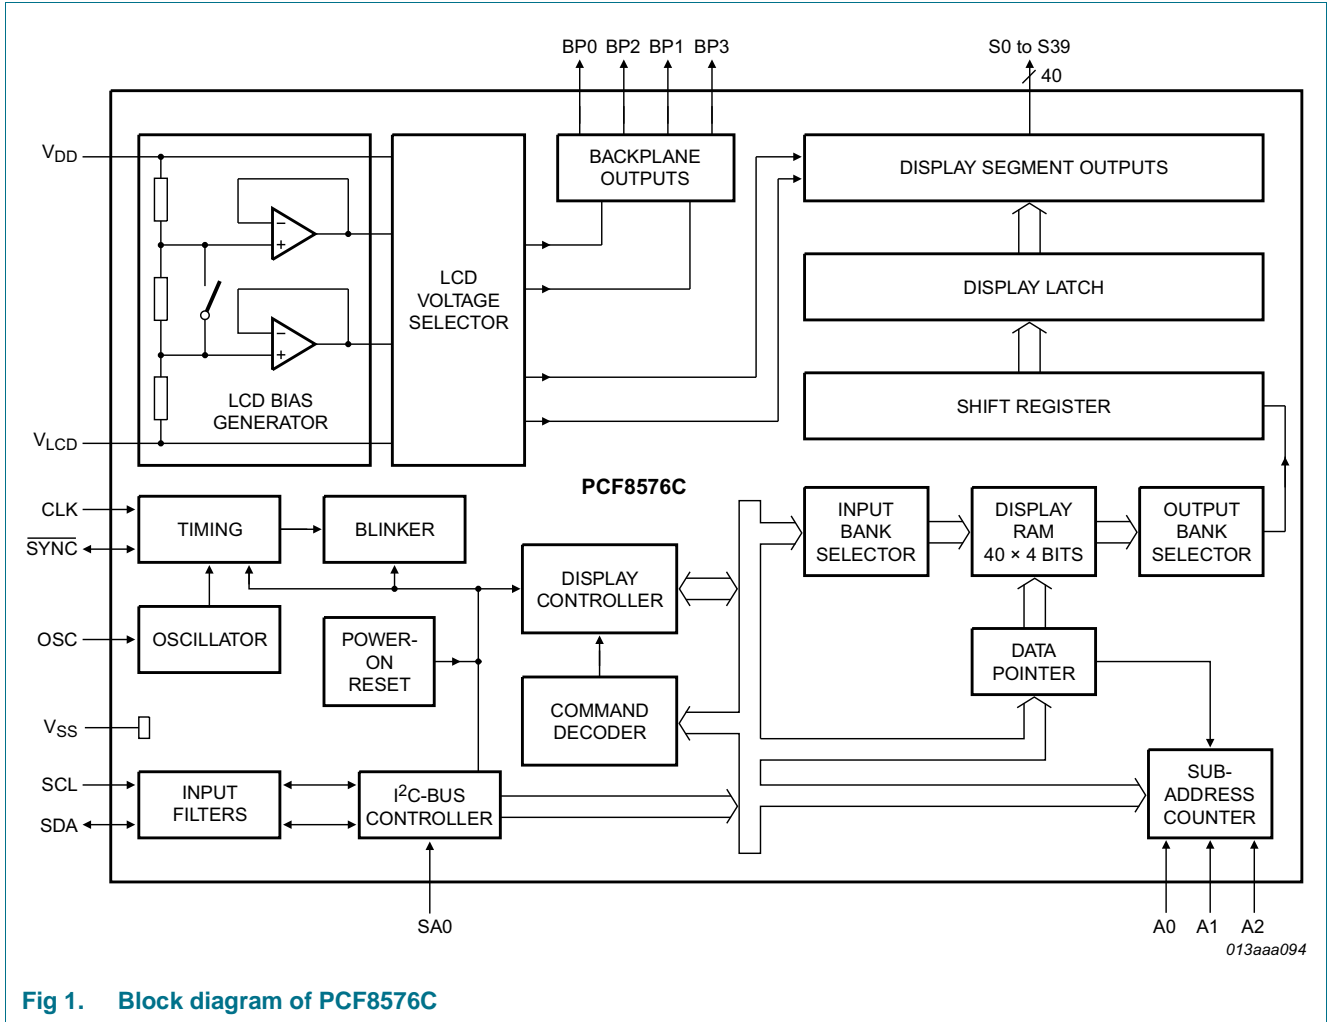 BP0 BP2 BP1 BP3
S0 to S39
40
VDD
BACKPLANE
OUTPUTS
DISPLAY SEGMENT OUTPUTS
−
+
LCD
VOLTAGE
SELECTOR
DISPLAY LATCH
−
+
LCD BIAS
GENERATOR
SHIFT REGISTER
VLCD
PCF8576C
CLK
SYNC
TIMING
BLINKER
INPUT
BANK
SELECTOR
DISPLAY
RAM
40 × 4 BITS
OUTPUT
BANK
SELECTOR
DISPLAY
CONTROLLER
OSC
OSCILLATOR
POWER-
ON
RESET
DATA
POINTER
COMMAND
DECODER
VSS
SCL
SDA
INPUT
FILTERS
I2C-BUS
CONTROLLER
SUB-
ADDRESS
COUNTER
SA0
A0 A1 A2
013aaa094
Fig 1. Block diagram of PCF8576C